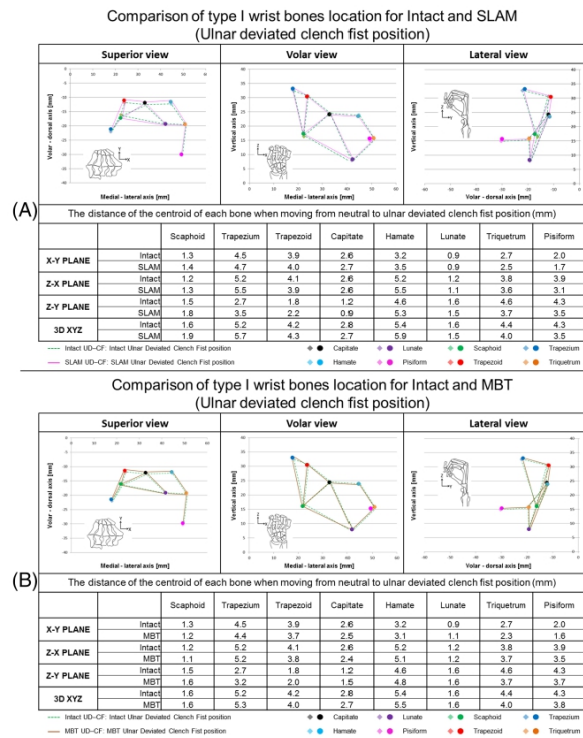 Comparison of type I wrist bones location for Intact and SLAM
(Ulnar deviated clench fist position)
Superior view Volar view Lateral view
Volar - dorsal axis [mm] Vertical axis [mm] Vertical axis [mm]
Medial - lateral axis [mm] Medial - lateral axis [mm] Volar - dorsal axis [mm]
(A)
The distance of the centroid of each bone when moving from neutral to ulnar deviated clench fist position (mm)
Scaphoid Trapezium Trapezoid Capitate Hamate Lunate Triquetrum Pisiform
X-Y PLANE Intact 1.3 4.5 3.9 2.6 3.2 0.9 2.7 2.0
SLAM 1.4 4.7 4.0 2.7 3.5 0.9 2.5 1.7
Z-X PLANE Intact 1.2 5.2 4.1 2.6 5.2 1.2 3.8 3.9
SLAM 1.3 5.5 3.9 2.6 5.5 1.1 3.6 3.1
Z-Y PLANE Intact 1.5 2.7 1.8 1.2 4.6 1.6 4.6 4.3
SLAM 1.8 3.5 2.2 0.9 5.3 1.5 3.7 3.5
3D XYZ Intact 1.6 5.2 4.2 2.8 5.4 1.6 4.4 4.3
SLAM 1.9 5.7 4.3 2.7 5.9 1.5 4.0 3.5
Intact UD–CF: Intact Ulnar Deviated Clench Fist position Capitate Lunate Scaphoid Trapezium
SLAM UD–CF: SLAM Ulnar Deviated Clench Fist position Hamate Pisiform Trapezoid Triquetrum
Comparison of type I wrist bones location for Intact and MBT
(Ulnar deviated clench fist position)
Superior view Volar view Lateral view
Volar - dorsal axis [mm] Vertical axis [mm] Vertical axis [mm]
Medial - lateral axis [mm] Medial - lateral axis [mm] Volar - dorsal axis [mm]
(B)
The distance of the centroid of each bone when moving from neutral to ulnar deviated clench fist position (mm)
Scaphoid Trapezium Trapezoid Capitate Hamate Lunate Triquetrum Pisiform
X-Y PLANE Intact 1.3 4.5 3.9 2.6 3.2 0.9 2.7 2.0
MBT 1.2 4.4 3.7 2.5 3.1 1.1 2.3 1.6
Z-X PLANE Intact 1.2 5.2 4.1 2.6 5.2 1.2 3.8 3.9
MBT 1.1 5.2 3.8 2.4 5.1 1.2 3.7 3.5
Z-Y PLANE Intact 1.5 2.7 1.8 1.2 4.6 1.6 4.6 4.3
MBT 1.6 3.2 2.0 1.5 4.8 1.6 3.7 3.7
3D XYZ Intact 1.6 5.2 4.2 2.8 5.4 1.6 4.4 4.3
MBT 1.6 5.3 4.0 2.7 5.5 1.6 4.0 3.8
Intact UD–CF: Intact Ulnar Deviated Clench Fist position Capitate Lunate Scaphoid Trapezium
MBT UD–CF: MBT Ulnar Deviated Clench Fist position Hamate Pisiform Trapezoid Triquetrum